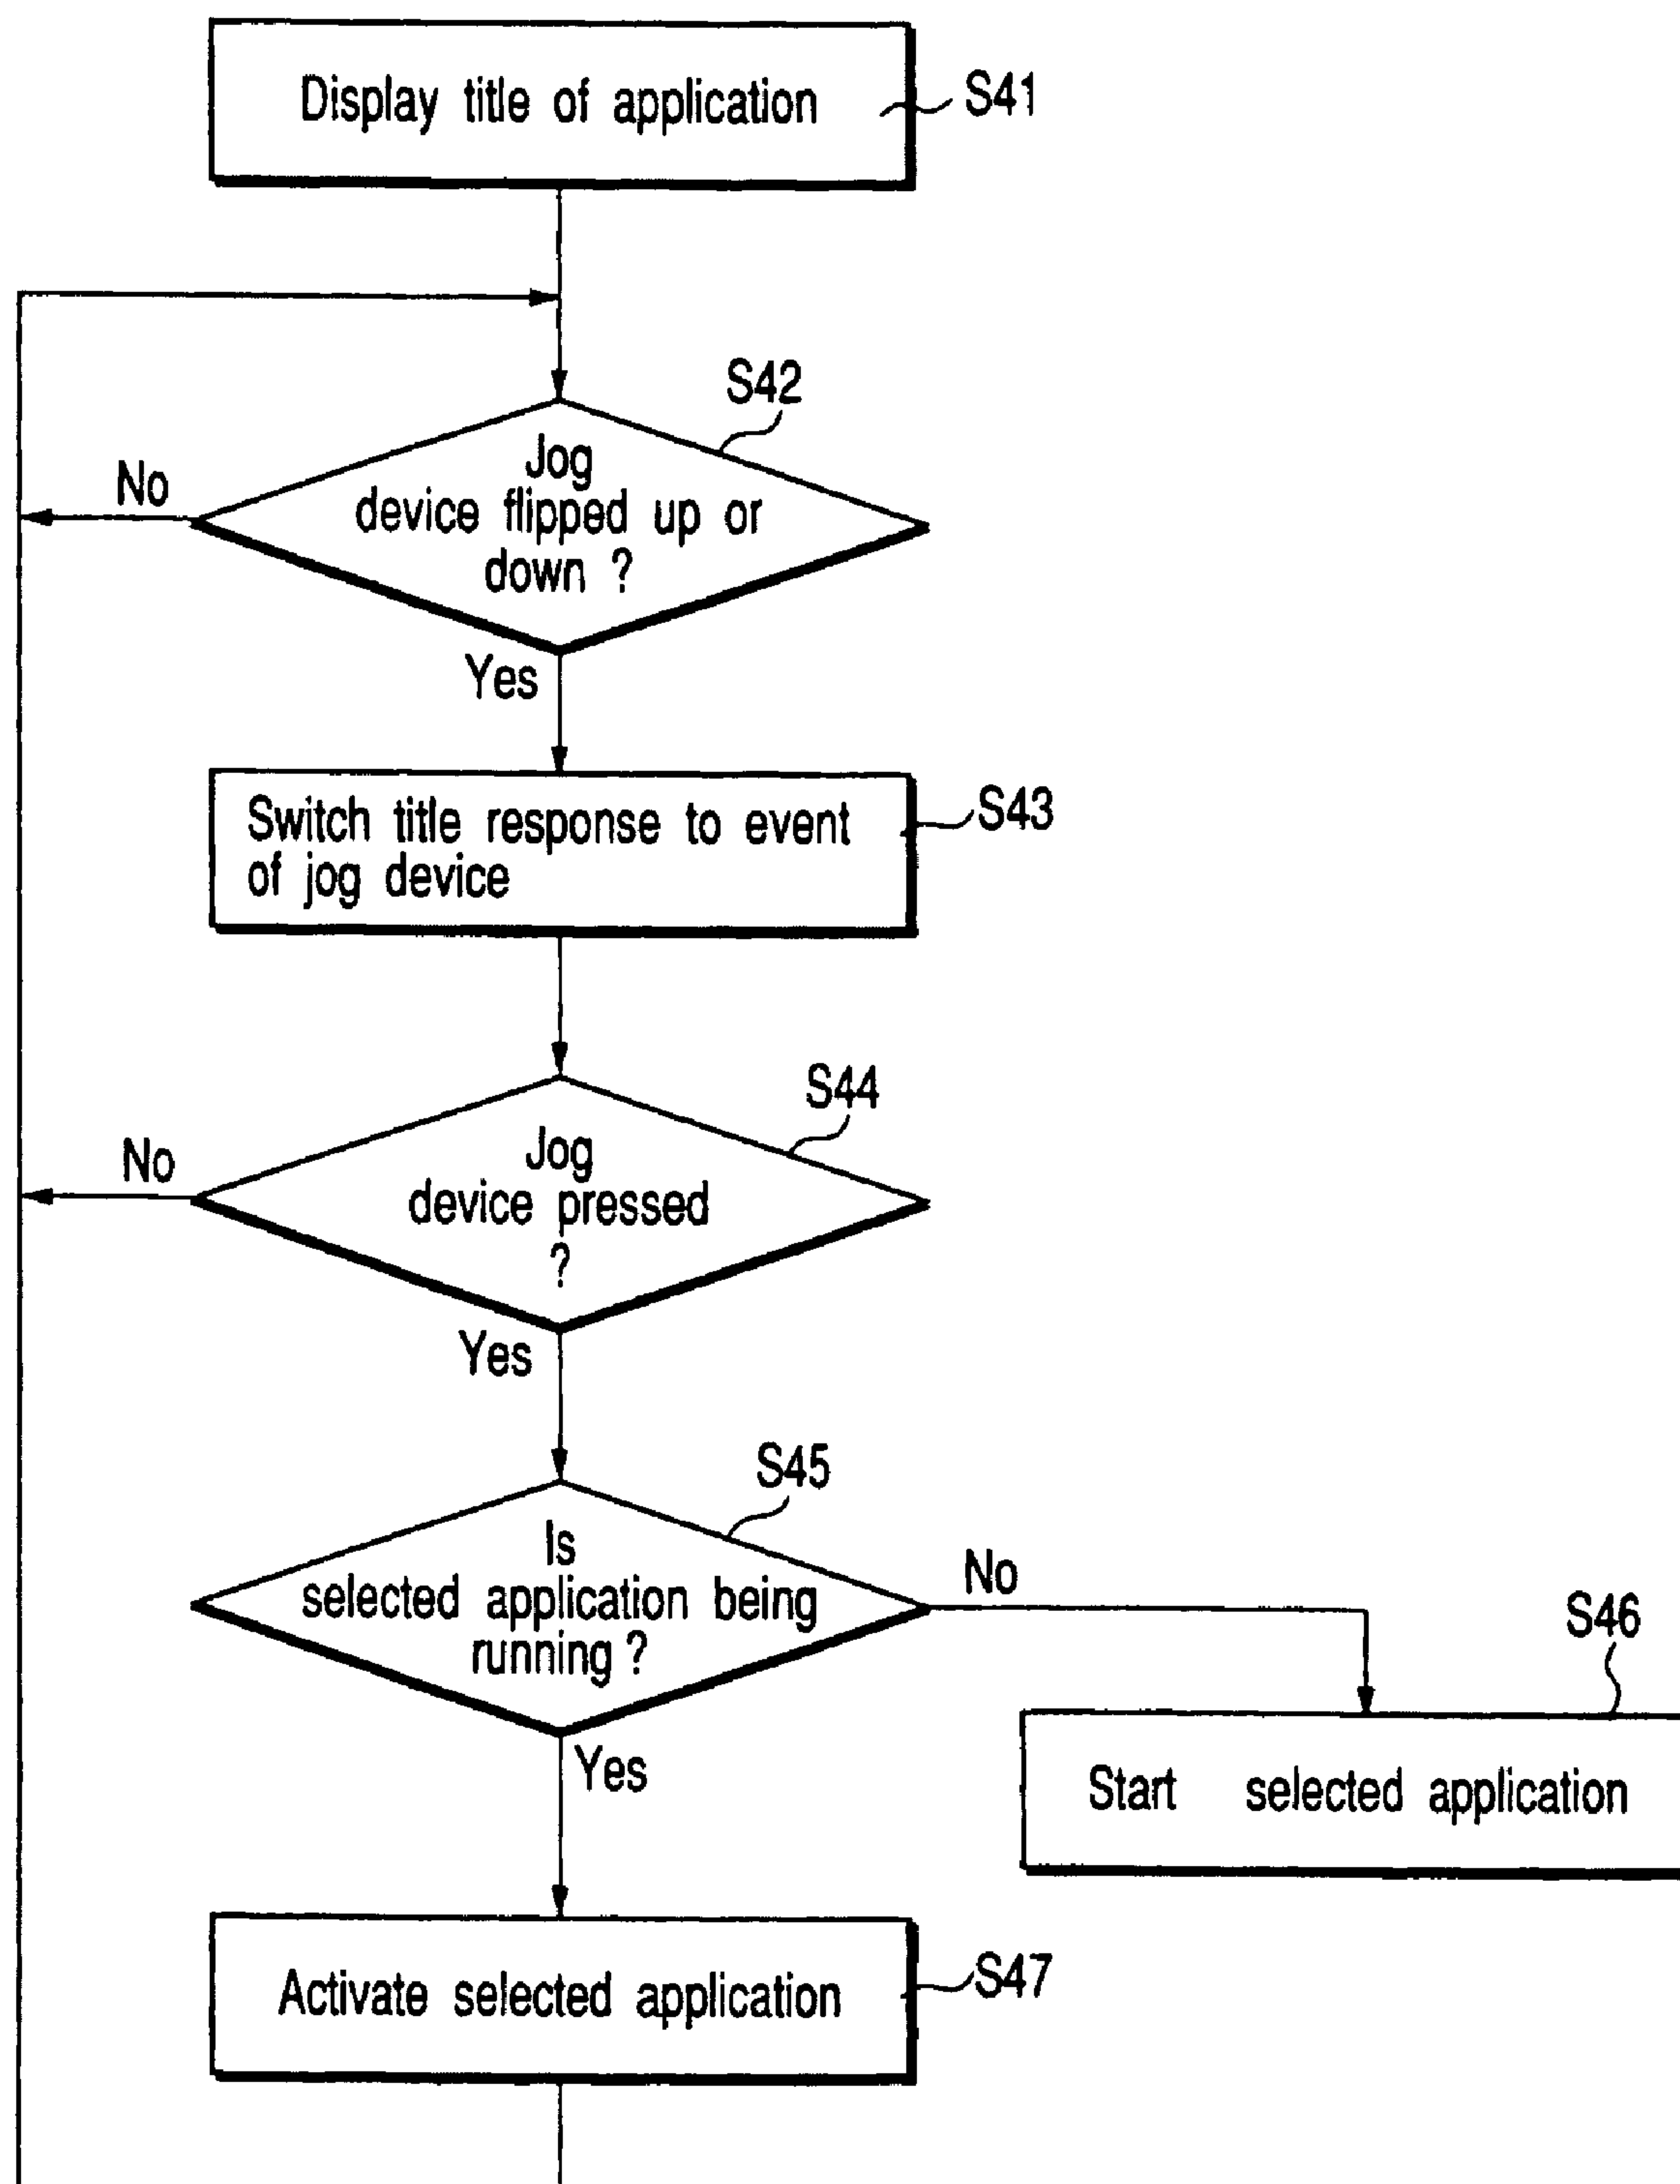 Display title of application
S41
S42
Jog
device flipped up or
down ?
No
Yes
Switch title response to event
of jog device
S43
S44
Jog
device pressed
?
No
Yes
S45
Is
selected application being
running ?
No
S46
Yes
Start selected application
Activate selected application
S47